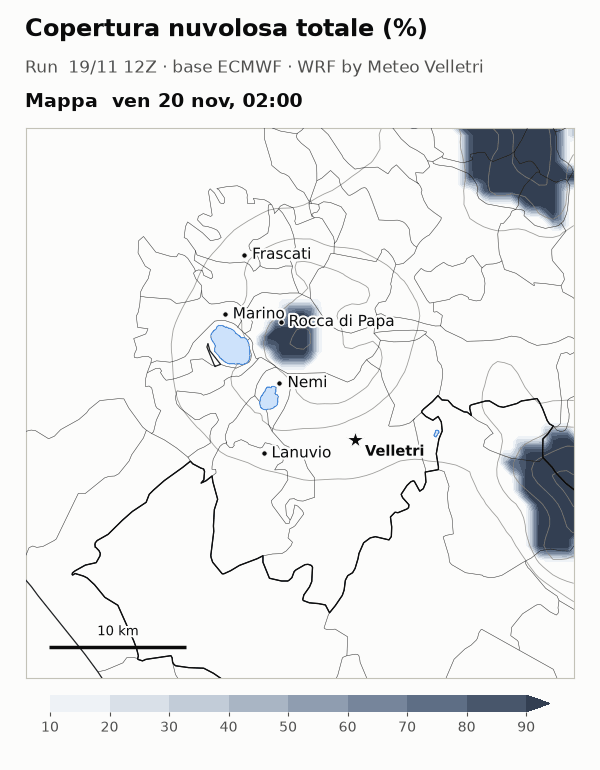 Copertura nuvolosa totale (%)
Run  19/11 12Z · base ECMWF · WRF by Meteo Velletri
Mappa  ven 20 nov, 02:00
Frascati
Marino
Rocca di Papa
Nemi
Velletri
Lanuvio
10 km
10 20 30 40 50 60 70 80 90